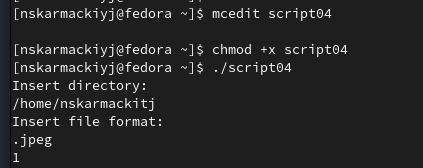 [nskarmackiyj@fedora ~]$ mcedit script04
[nskarmackiyj@fedora ~]$ chmod +x script04
[nskarmackiyj@fedora ~]$ ./script04
Insert directory:
/home/nskarmackitj
Insert file format:
.jpeg
1